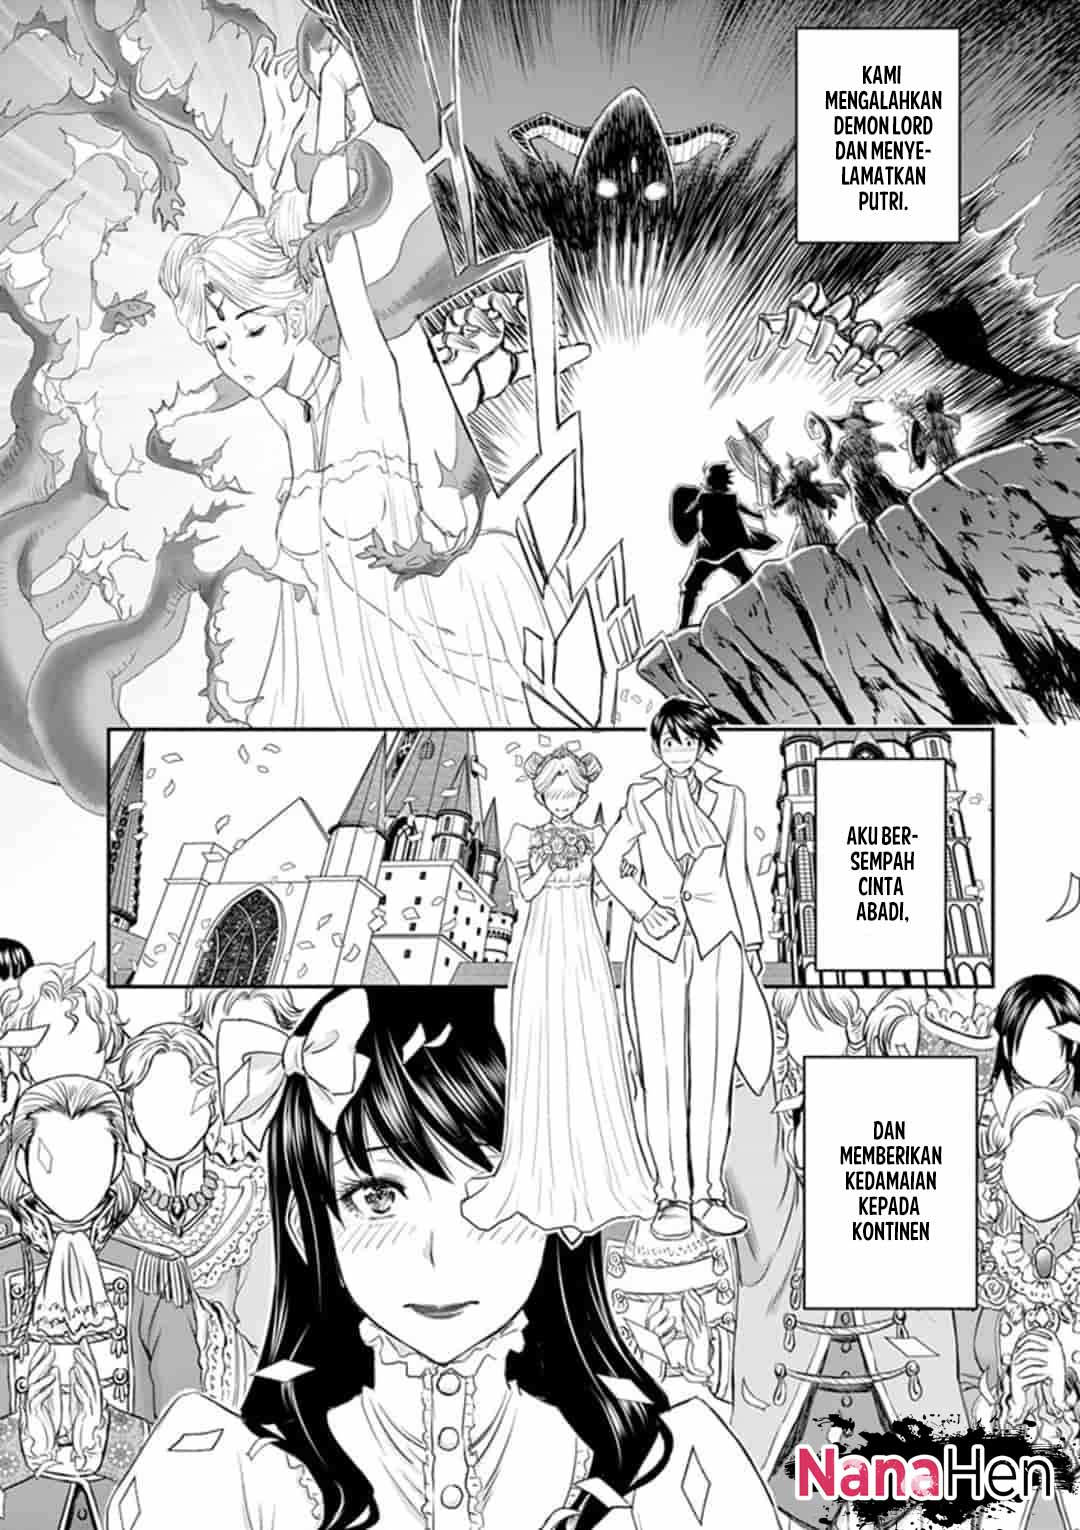 KAMI
MENGALAHKAN
DEMON LORD
DAN MENYE-
LAMATKAN
PUTRI.
AKU BER-
SEMPAH
CINTA
ABADI,
DAN
MEMBERIKAN
KEDAMAIAN
KEPADA
KONTINEN
NanaHen